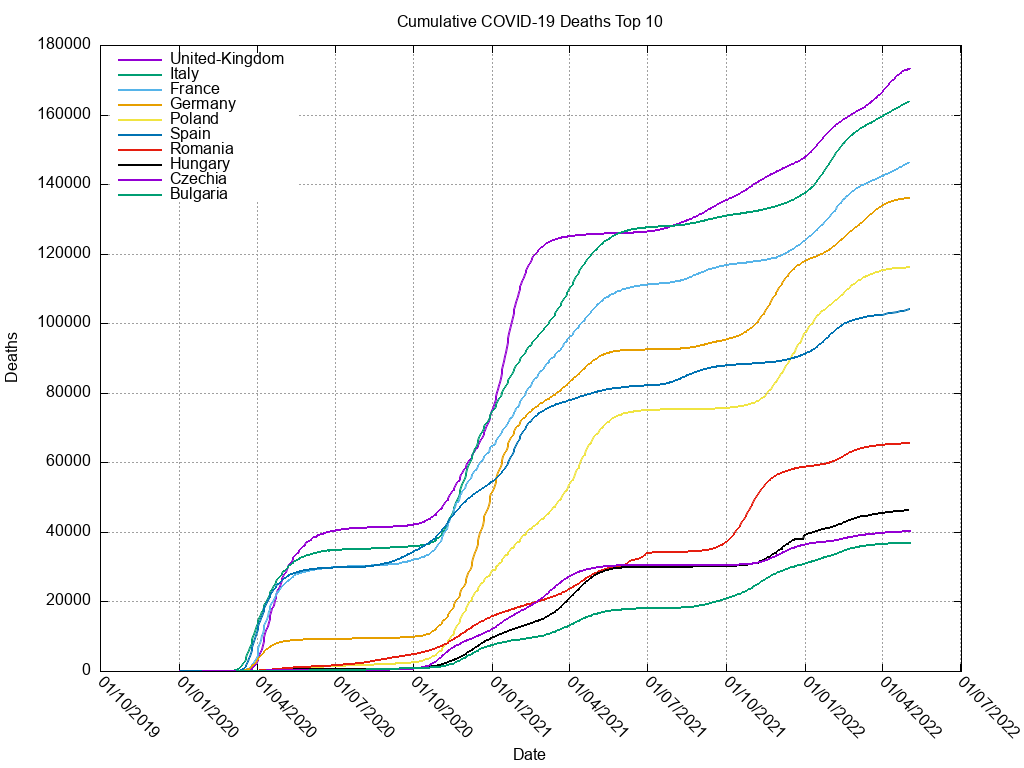 Cumulative COVID-19 Deaths Top 10
180000
160000
140000
120000
100000
80000
60000
40000
20000
0
Deaths
United-Kingdom
Italy
France
Germany
Poland
Spain
Romania
Hungary
Czechia
Bulgaria
01/10/2019
01/01/2020
01/04/2020
01/07/2020
01/10/2020
01/01/2021
01/04/2021
01/07/2021
01/10/2021
01/01/2022
01/04/2022
01/07/2022
Date